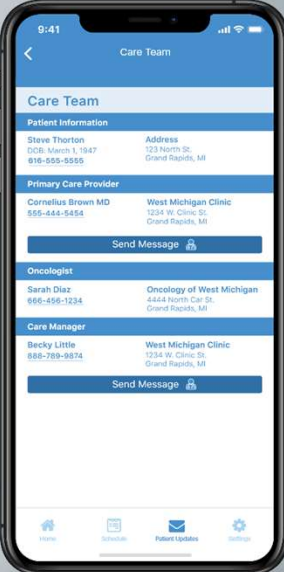 9:41
Care Team
Care Team
Patient Information
Steve Thorton
DOB: March 1, 1947
616-555-5555
Address
123 North St.
Grand Rapids, MI
Primary Care Provider
Cornelius Brown MD
555-444-5454
West Michigan Clinic
1234 W. Clinic St.
Grand Rapids, MI
Send Message
Oncologist
Sarah Diaz
666-456-1234
Oncology of West Michigan
4444 North Car St.
Grand Rapids, MI
Care Manager
Becky Little
888-789-9874
West Michigan Clinic
1234 W. Clinic St.
Grand Rapids, MI
Send Message
Home
Schedule
Patient Updates
Settings